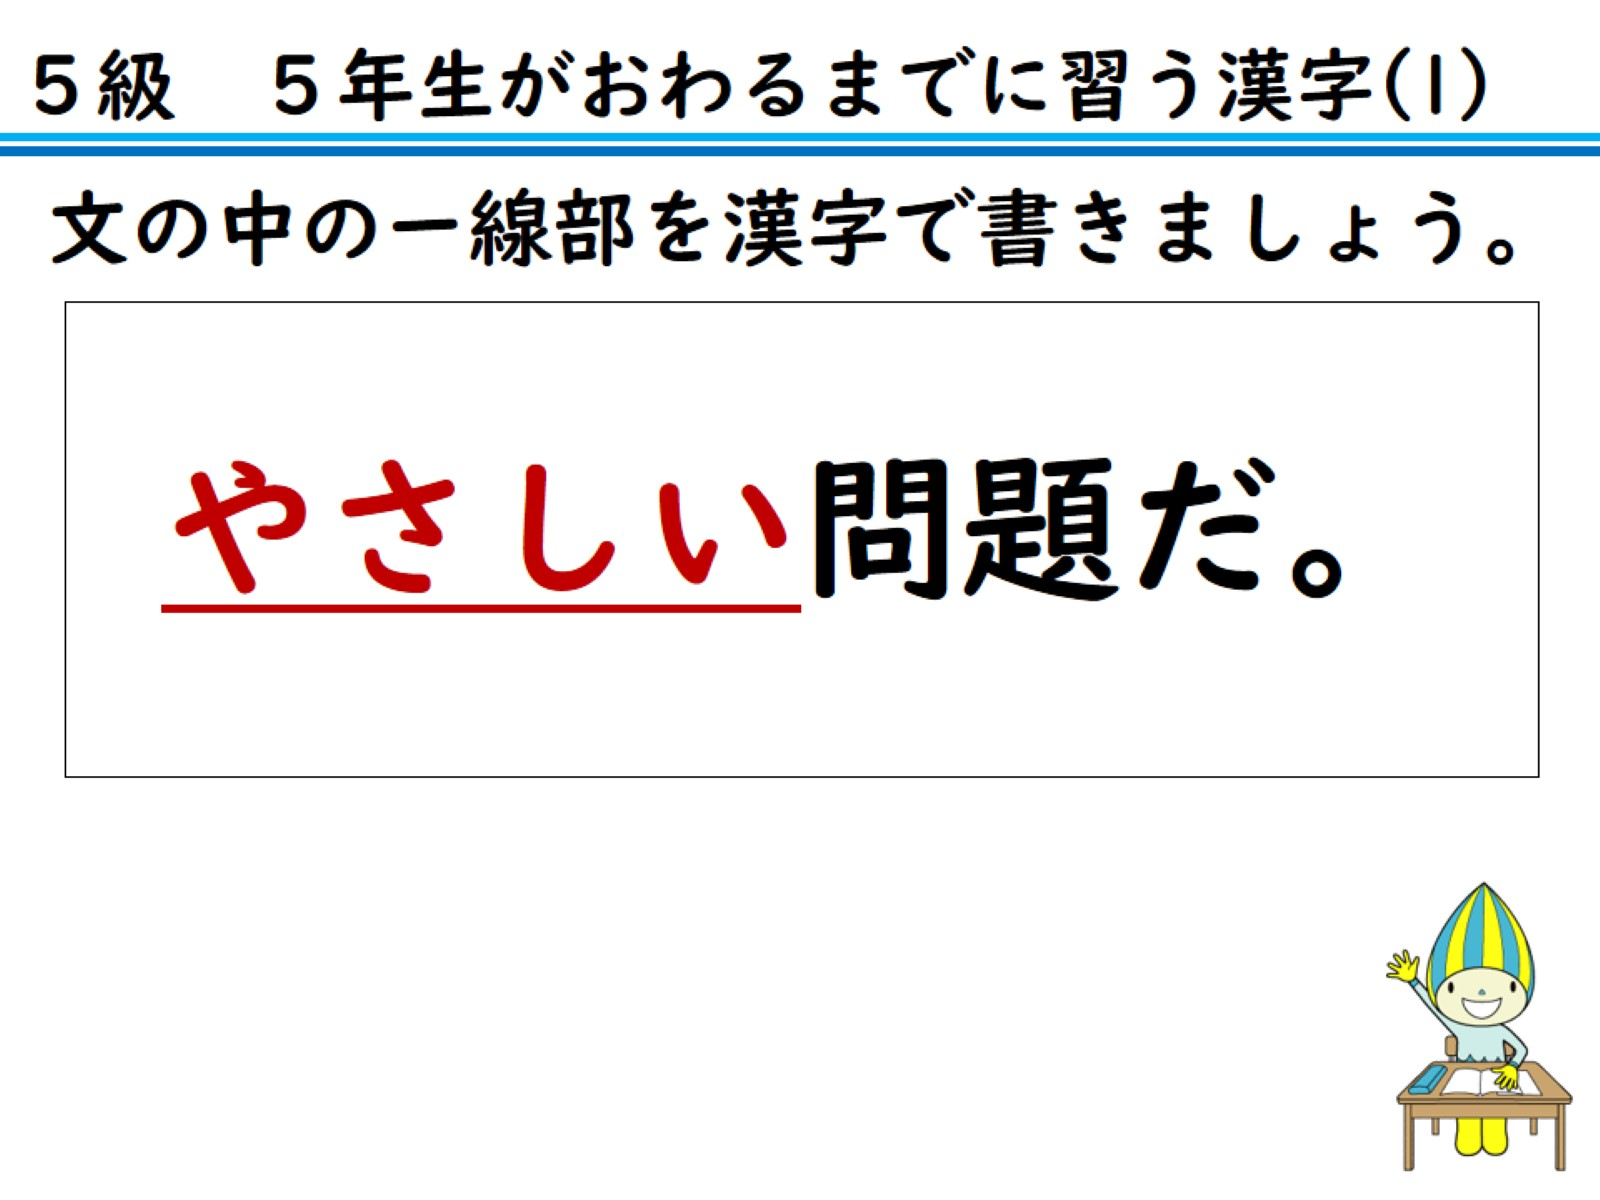 ５級　５年生がおわるまでに習う漢字(1)
文の中の―線部を漢字で書きましょう。
やさしい問題だ。